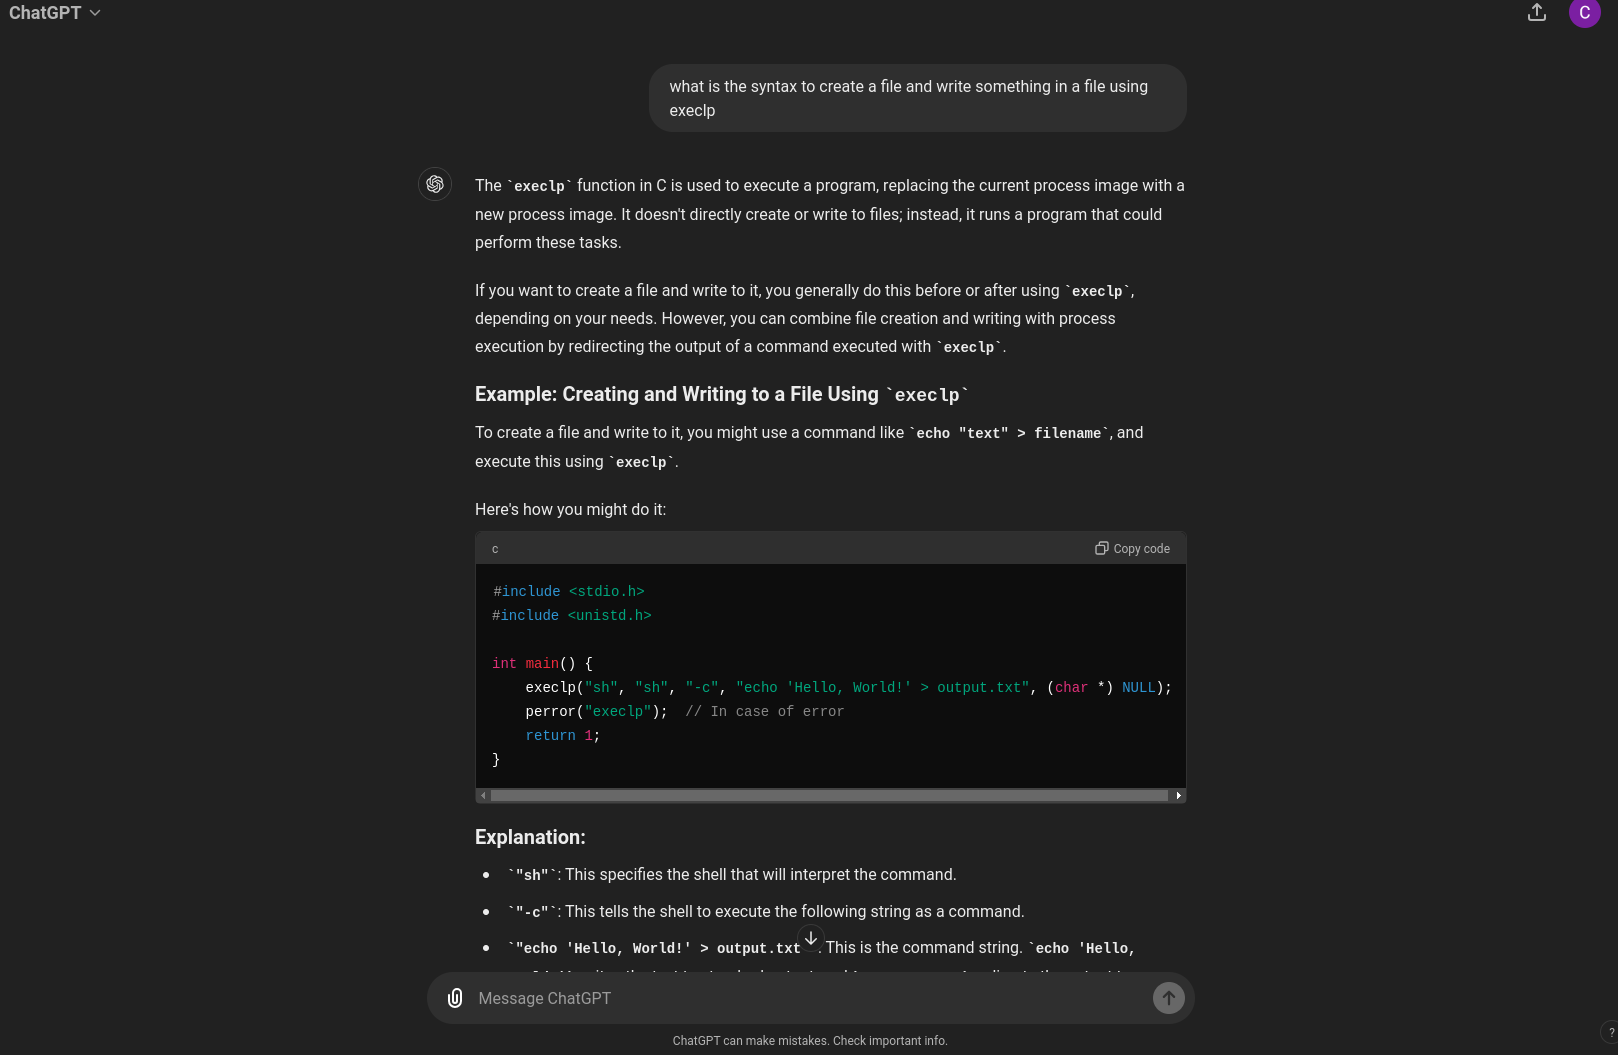 ChatGPT
C
what is the syntax to create a file and write something in a file using
execlp
The `execlp` function in C is used to execute a program, replacing the current process image with a
new process image. It doesn't directly create or write to files; instead, it runs a program that could
perform these tasks.
If you want to create a file and write to it, you generally do this before or after using `execlp`,
depending on your needs. However, you can combine file creation and writing with process
execution by redirecting the output of a command executed with `execlp`.
Example: Creating and Writing to a File Using `execlp`
To create a file and write to it, you might use a command like `echo "text" > filename`, and
execute this using `execlp`.
Here's how you might do it:
c
Copy code
#include <stdio.h>
#include <unistd.h>
int main() {
    execlp("sh", "sh", "-c", "echo 'Hello, World!' > output.txt", (char *) NULL);
    perror("execlp");  // In case of error
    return 1;
}
Explanation:
• `"sh"`: This specifies the shell that will interpret the command.
• `"-c"`: This tells the shell to execute the following string as a command.
• `"echo 'Hello, World!' > output.txt : This is the command string. `echo 'Hello,
Message ChatGPT
ChatGPT can make mistakes. Check important info.
?